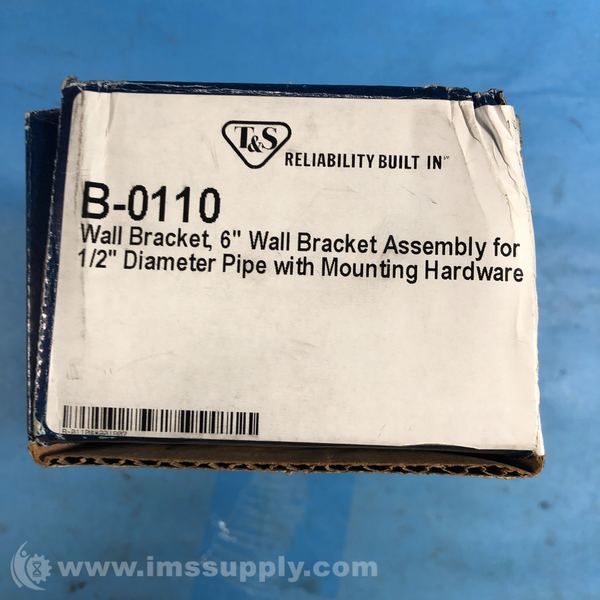 T&S
RELIABILITY BUILT IN
B-0110
Wall Bracket, 6" Wall Bracket Assembly for
1/2" Diameter Pipe with Mounting Hardware
www.imssupply.com